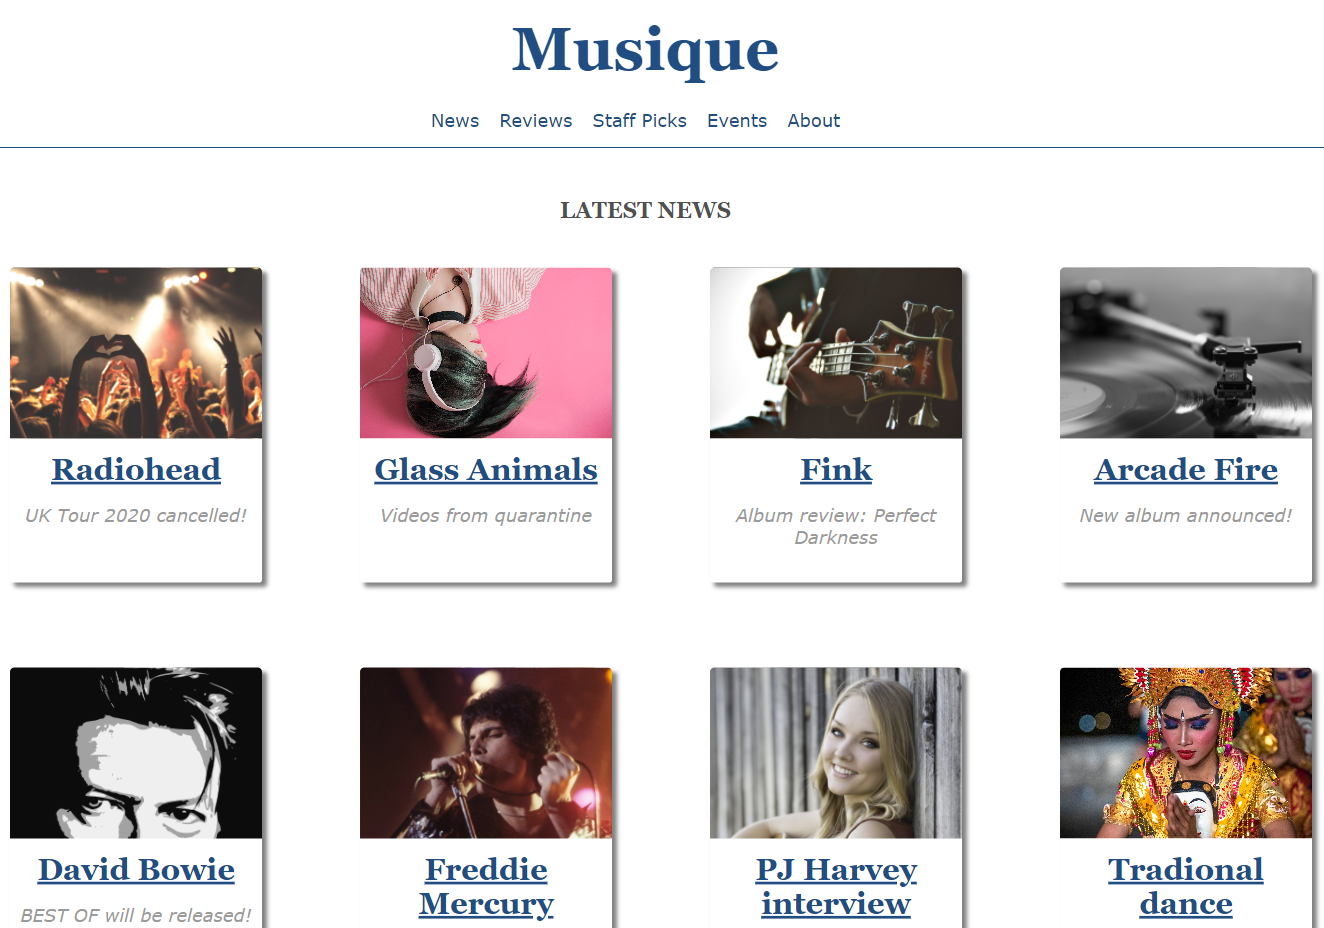 Musique
News Reviews Staff Picks Events About
LATEST NEWS
Radiohead
UK Tour 2020 cancelled!
Glass Animals
Videos from quarantine
Fink
Album review: Perfect
Darkness
Arcade Fire
New album announced!
David Bowie
BEST OF will be released!
Freddie
Mercury
PJ Harvey
interview
Tradional
dance